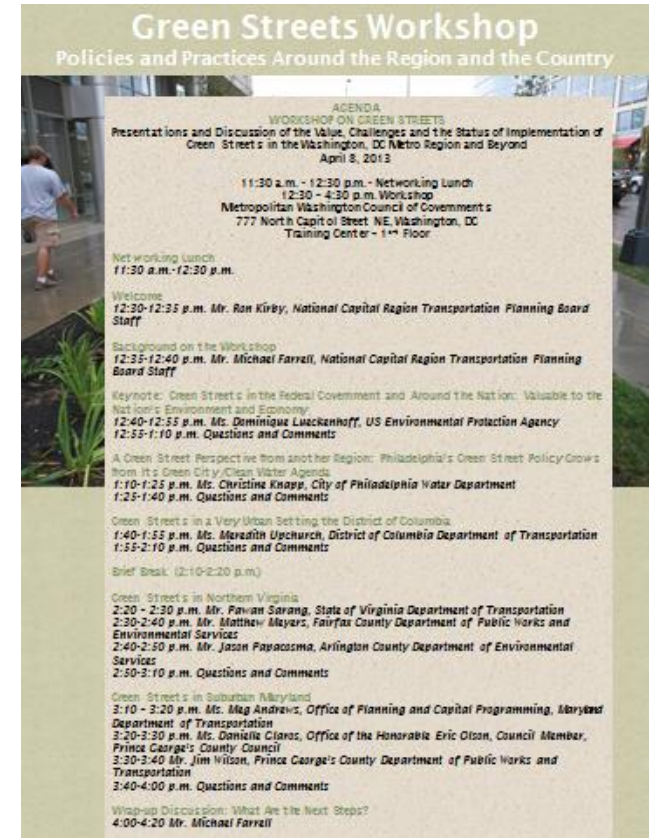 Green Streets Workshop
Policies and Practices Around the Region and the Country
AGENDA
WORKSHOP ON GREEN STREETS
Presentations and Discussion of the Value, Challenges and the Status of Implementation of
Green Streets in the Washington, DC Metro Region and Beyond
April 8, 2013
11:30 a.m. - 12:30 p.m.- Networking Lunch
12:30 - 4:30 p.m. Workshop
Metropolitan Washington Council of Governments
777 North Capitol Street NE, Washington, DC
Training Center - 1st Floor
Networking Lunch
11:30 a.m.-12:30 p.m.
Welcome
12:30-12:35 p.m. Mr. Ron Kirby, National Capital Region Transportation Planning Board
Staff
Background on the Workshop
12:35-12:40 p.m. Mr. Michael Farrell, National Capital Region Transportation Planning
Board Staff
Keynote: Green Streets in the Federal Government and Around the Nation: Valuable to the
Nation's Environment and Economy
12:40-12:55 p.m. Ms. Dominique Lueckenhoff, US Environmental Protection Agency
12:55-1:10 p.m. Questions and Comments
A Green Street Perspective from another Region: Philadelphia's Green Street Policy Grows
from Its Green City/Clean Water Agenda
1:10-1:25 p.m. Ms. Christine Knapp, City of Philadelphia Water Department
1:25-1:40 p.m. Questions and Comments
Green Streets in a Very Urban Setting the District of Columbia
1:40-1:55 p.m. Ms. Meredith Upchurch, District of Columbia Department of Transportation
1:55-2:10 p.m. Questions and Comments
Brief Break (2:10-2:20 p.m.)
Green Streets in Northern Virginia
2:20 - 2:30 p.m. Mr. Pawan Sarang, State of Virginia Department of Transportation
2:30-2:40 p.m. Mr. Matthew Meyers, Fairfax County Department of Public Works and
Environmental Services
2:40-2:50 p.m. Mr. Jason Papacosma, Arlington County Department of Environmental
Services
2:50-3:10 p.m. Questions and Comments
Green Streets in Suburban Maryland
3:10 - 3:20 p.m. Ms. Meg Andrews, Office of Planning and Capital Programming, Maryland
Department of Transportation
3:20-3:30 p.m. Ms. Danielle Glaros, Office of the Honorable Eric Olson, Council Member,
Prince George's County Council
3:30-3:40 Mr. Jim Wilson, Prince George's County Department of Public Works and
Transportation
3:40-4:00 p.m. Questions and Comments
Wrap-up Discussion: What Are the Next Steps?
4:00-4:20 Mr. Michael Farrell